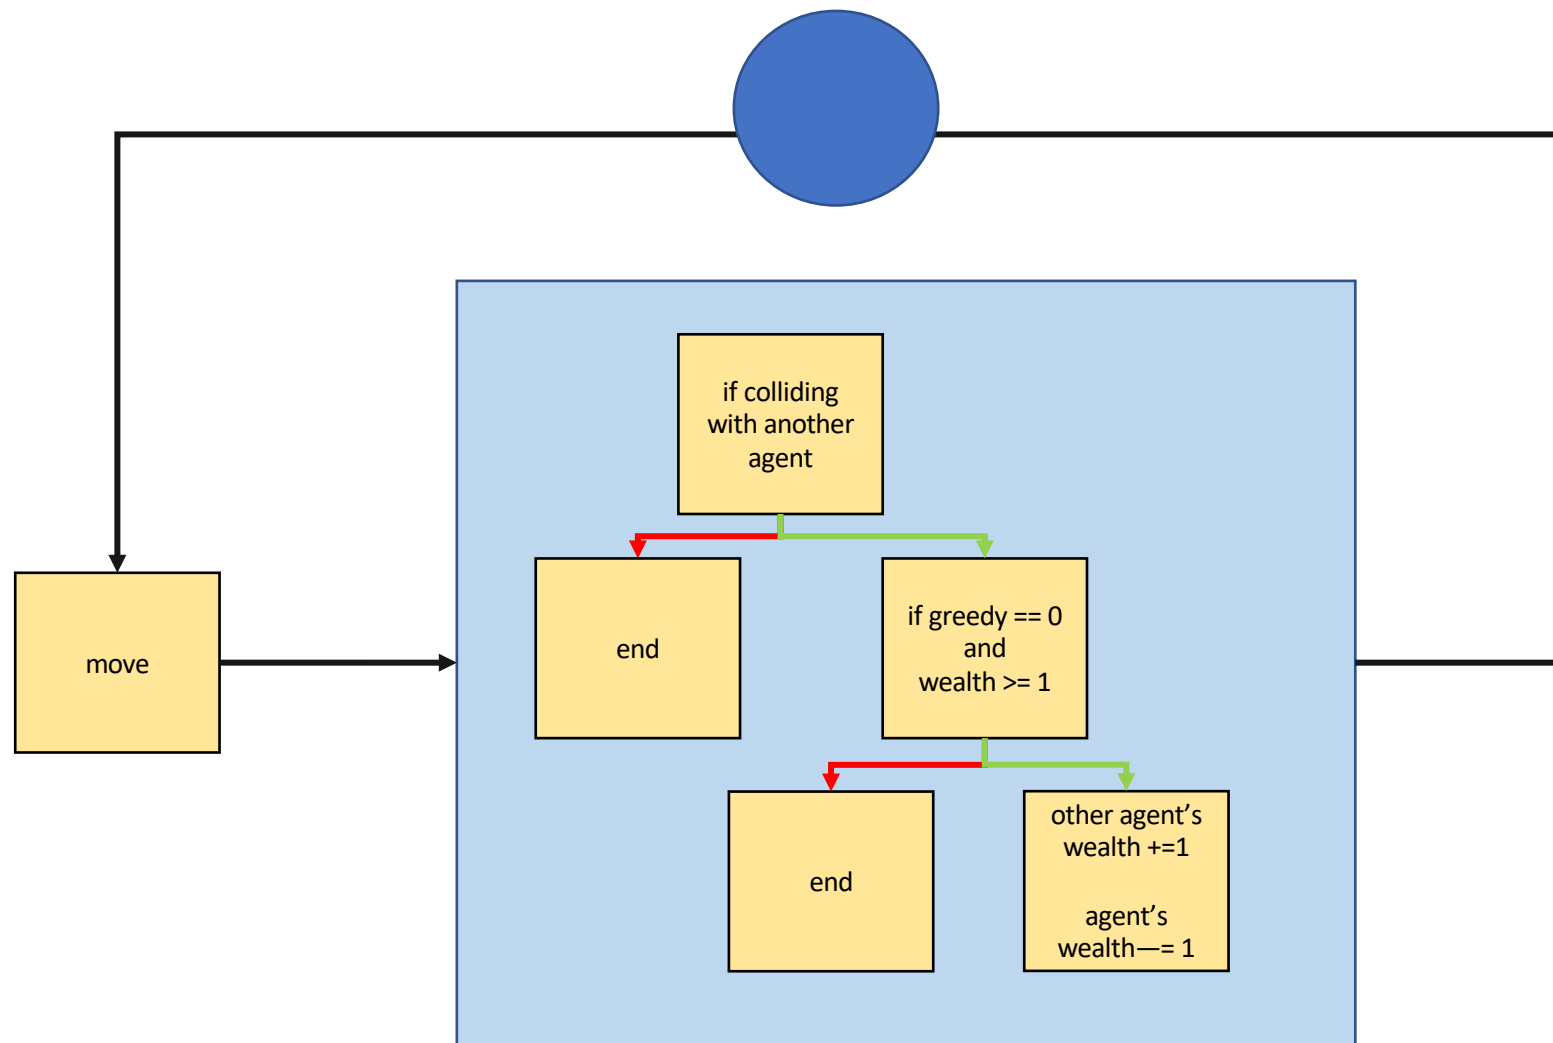 if colliding
with another
agent
move
end
if greedy == 0
and
wealth >= 1
end
other agent’s
wealth +=1
agent’s
wealth—= 1